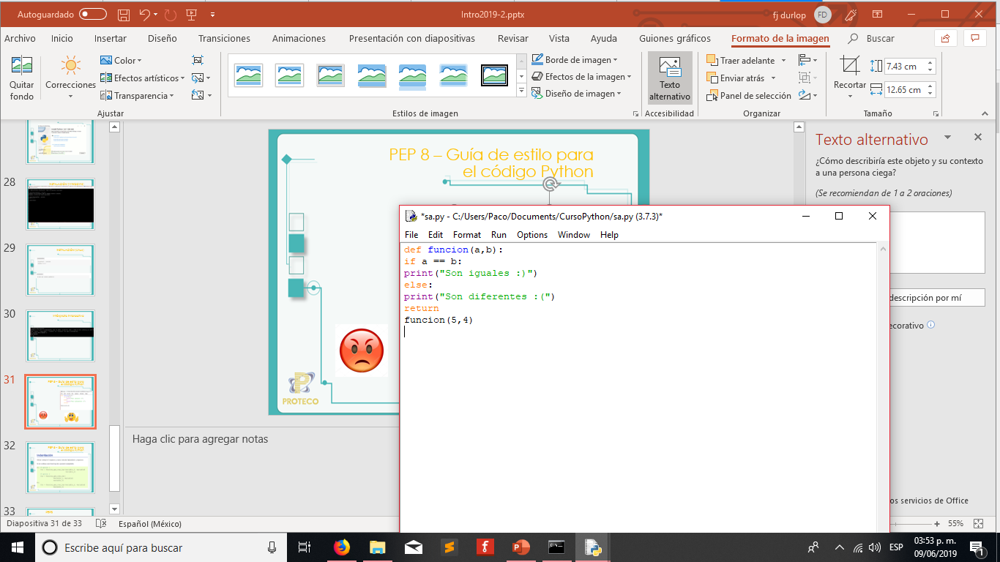 Autoguardado
Intro2019-2.pptx
fj durlop
FD
Archivo Inicio Insertar Diseño Transiciones Animaciones Presentación con diapositivas Revisar Vista Ayuda Guiones gráficos Formato de la imagen Buscar
Quitar fondo
Correcciones
Color
Efectos artísticos
Transparencia
Ajustar
Estilos de imagen
Borde de imagen
Efectos de la imagen
Diseño de imagen
Texto alternativo
Accesibilidad
Traer adelante
Enviar atrás
Panel de selección
Organizar
Recortar
7.43 cm
12.65 cm
Tamaño
28
29
30
31
32
33
PEP 8 – Guía de estilo para
el código Python
PROTECO
Haga clic para agregar notas
Texto alternativo
¿Cómo describiría este objeto y su contexto
a una persona ciega?
(Se recomiendan de 1 a 2 oraciones)
descripción por mí
ecorativo
os servicios de Office
*sa.py - C:/Users/Paco/Documents/CursoPython/sa.py (3.7.3)*
File Edit Format Run Options Window Help
def funcion(a,b):
if a == b:
print("Son iguales :)")
else:
print("Son diferentes :(")
return
funcion(5,4)
Diapositiva 31 de 33
Español (México)
55%
Escribe aquí para buscar
ESP
03:53 p. m.
09/06/2019
1